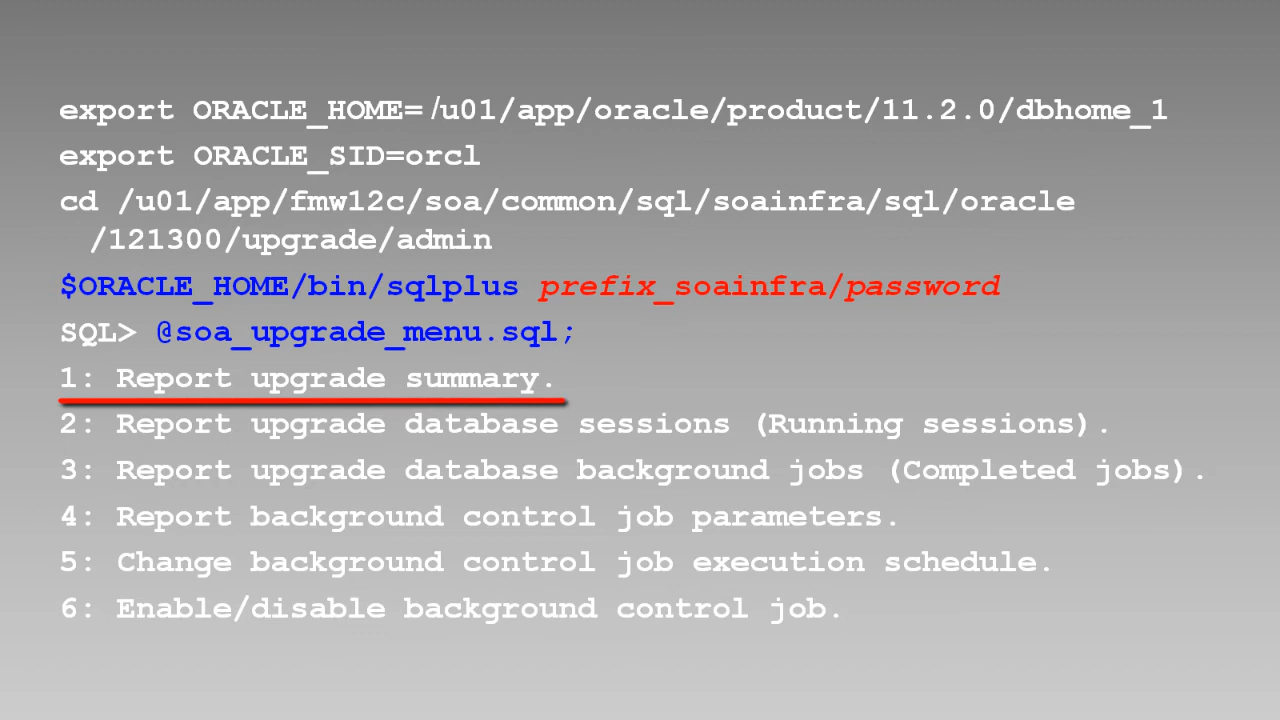 export ORACLE_HOME= /u01/app/oracle/product/11.2.0/dbhome_1
export ORACLE_SID=orcl
cd /u01/app/fmw12c/soa/common/sql/soainfra/sql/oracle
/121300/upgrade/admin
$ORACLE_HOME/bin/sqlplus prefix_soainfra/password
SQL> @soa_upgrade_menu.sql;
1: Report upgrade summary.
2: Report upgrade database sessions (Running sessions).
3: Report upgrade database background jobs (Completed jobs).
4: Report background control job parameters.
5: Change background control job execution schedule.
6: Enable/disable background control job.